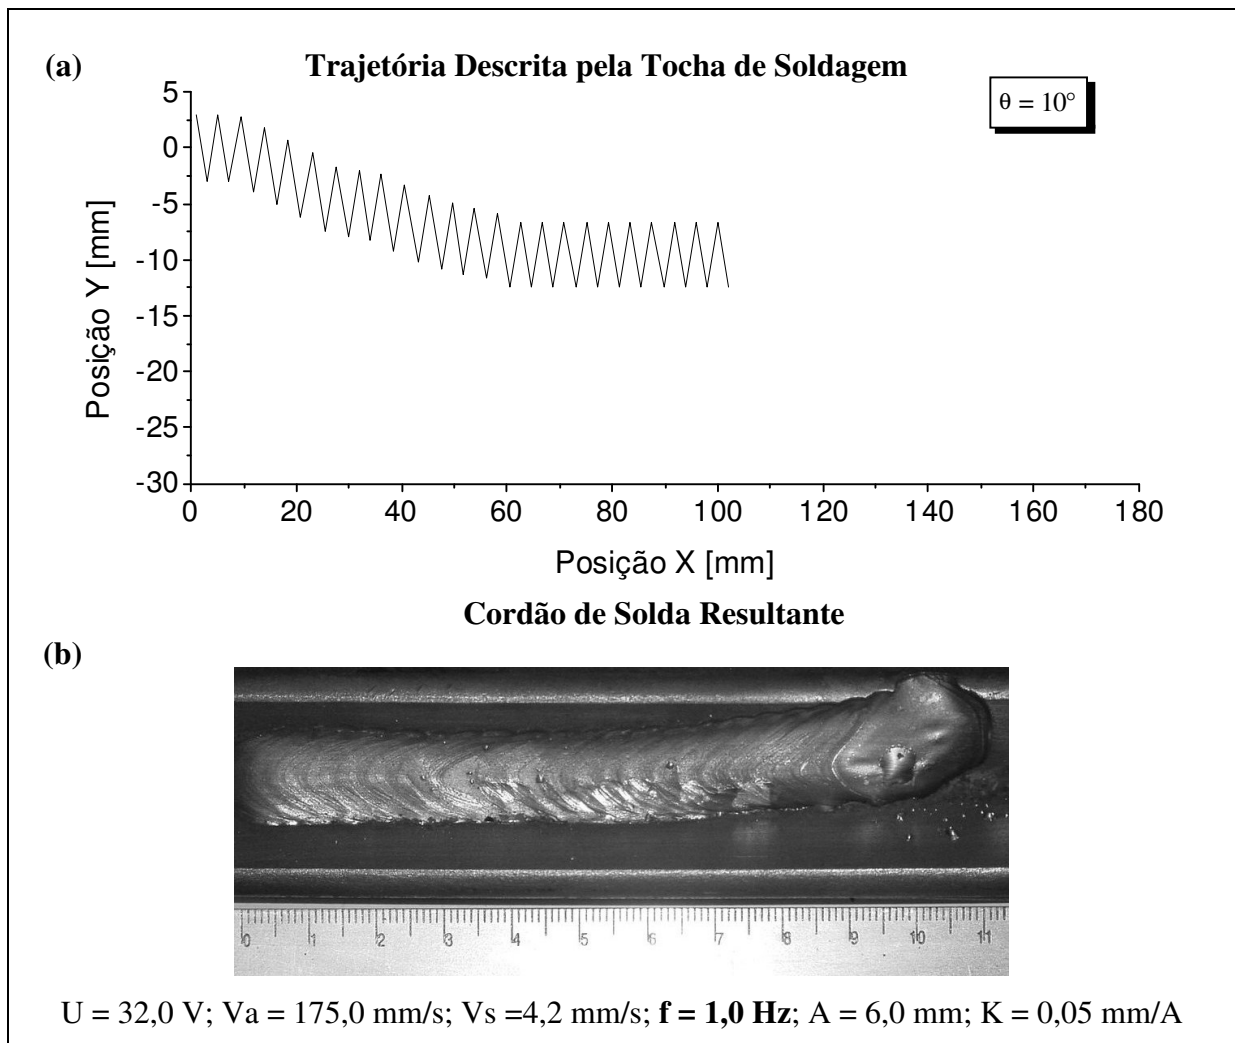 (a)
Trajetória Descrita pela Tocha de Soldagem
θ = 10°
5
0
-5
-10
-15
-20
-25
-30
Posição Y [mm]
0 20 40 60 80 100 120 140 160 180
Posição X [mm]
Cordão de Solda Resultante
(b)
0 1 2 3 4 5 6 7 8 9 10 11
U = 32,0 V; Va = 175,0 mm/s; Vs =4,2 mm/s; f = 1,0 Hz; A = 6,0 mm; K = 0,05 mm/A